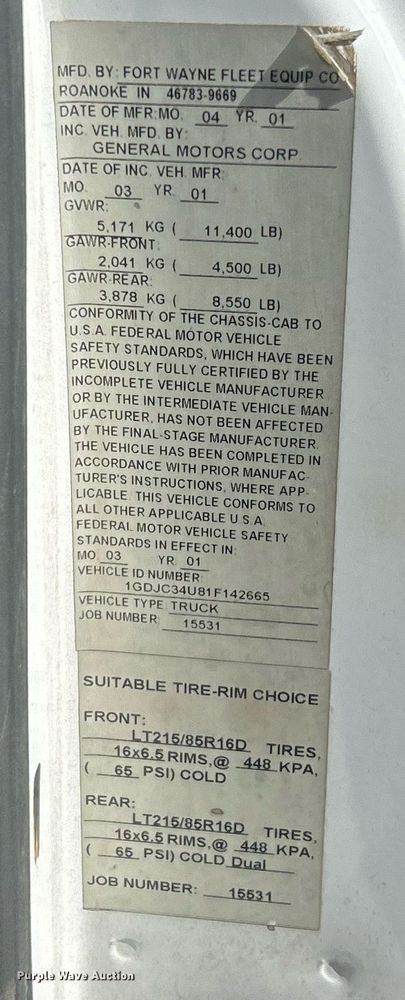 MFD. BY: FORT WAYNE FLEET EQUIP CO
ROANOKE IN 46783-9669
DATE OF MFR: MO. 04 YR. 01
INC. VEH. MFD. BY:
GENERAL MOTORS CORP
DATE OF INC. VEH. MFR:
MO. 03 YR. 01
GVWR:
5,171 KG ( 11,400 LB)
GAWR-FRONT:
2,041 KG ( 4,500 LB)
GAWR-REAR:
3,878 KG ( 8,550 LB)
CONFORMITY OF THE CHASSIS-CAB TO
U.S.A. FEDERAL MOTOR VEHICLE
SAFETY STANDARDS, WHICH HAVE BEEN
PREVIOUSLY FULLY CERTIFIED BY THE
INCOMPLETE VEHICLE MANUFACTURER
OR BY THE INTERMEDIATE VEHICLE MAN-
UFACTURER, HAS NOT BEEN AFFECTED
BY THE FINAL-STAGE MANUFACTURER.
THE VEHICLE HAS BEEN COMPLETED IN
ACCORDANCE WITH PRIOR MANUFAC-
TURER'S INSTRUCTIONS, WHERE APP-
LICABLE. THIS VEHICLE CONFORMS TO
ALL OTHER APPLICABLE U.S.A.
FEDERAL MOTOR VEHICLE SAFETY
STANDARDS IN EFFECT IN:
MO. 03 YR. 01
VEHICLE ID NUMBER:
1GDJC34U81F142665
VEHICLE TYPE TRUCK
JOB NUMBER 15531
SUITABLE TIRE-RIM CHOICE
FRONT:
LT215/85R16D TIRES,
16x6.5 RIMS,@ 448 KPA,
( 65 PSI) COLD
REAR:
LT215/85R16D TIRES,
16x6.5 RIMS,@ 448 KPA,
( 65 PSI) COLD Dual
JOB NUMBER: 15531
Purple Wave Auction